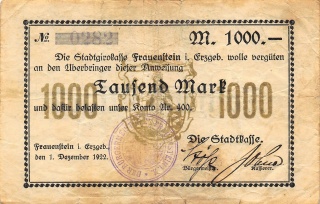 № 0282 M. 1000.—
Die Stadtgirokasse Frauenstein i. Erzgeb. wolle vergüten
an den Überbringer dieser Anweisung
1000 Tausend Mark 1000
und dafür belasten unser Konto Nr. 400.
Die Stadtkasse.
Frauenstein i. Erzgeb.
den 1. Dezember 1922.
Bürgermeister. Kassierer.